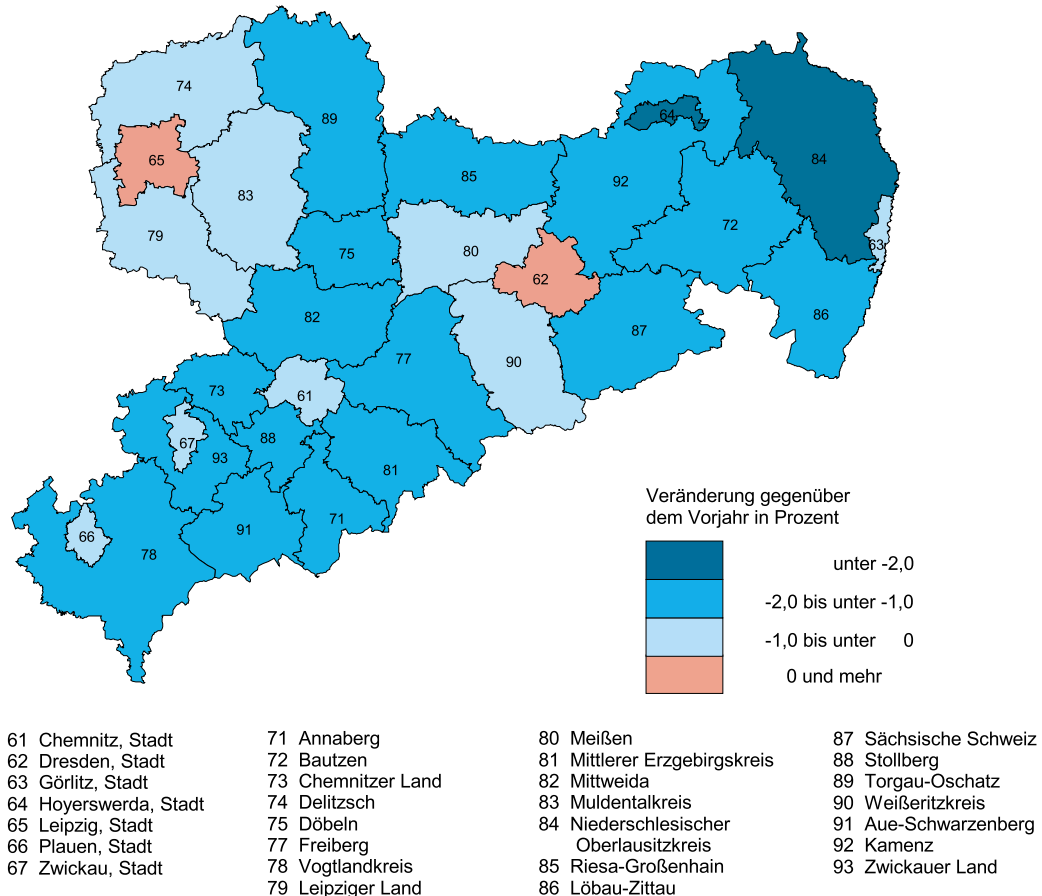 74
89
64
65
84
85
92
83
72
79
80
63
75
62
82
86
87
77
90
73
61
88
67
93
81
71
91
66
78
Veränderung gegenüber
dem Vorjahr in Prozent
unter -2,0
-2,0 bis unter -1,0
-1,0 bis unter 0
0 und mehr
61 Chemnitz, Stadt
62 Dresden, Stadt
63 Görlitz, Stadt
64 Hoyerswerda, Stadt
65 Leipzig, Stadt
66 Plauen, Stadt
67 Zwickau, Stadt
71 Annaberg
72 Bautzen
73 Chemnitzer Land
74 Delitzsch
75 Döbeln
77 Freiberg
78 Vogtlandkreis
79 Leipziger Land
80 Meißen
81 Mittlerer Erzgebirgskreis
82 Mittweida
83 Muldentalkreis
84 Niederschlesischer
Oberlausitzkreis
85 Riesa-Großenhain
86 Löbau-Zittau
87 Sächsische Schweiz
88 Stollberg
89 Torgau-Oschatz
90 Weißeritzkreis
91 Aue-Schwarzenberg
92 Kamenz
93 Zwickauer Land